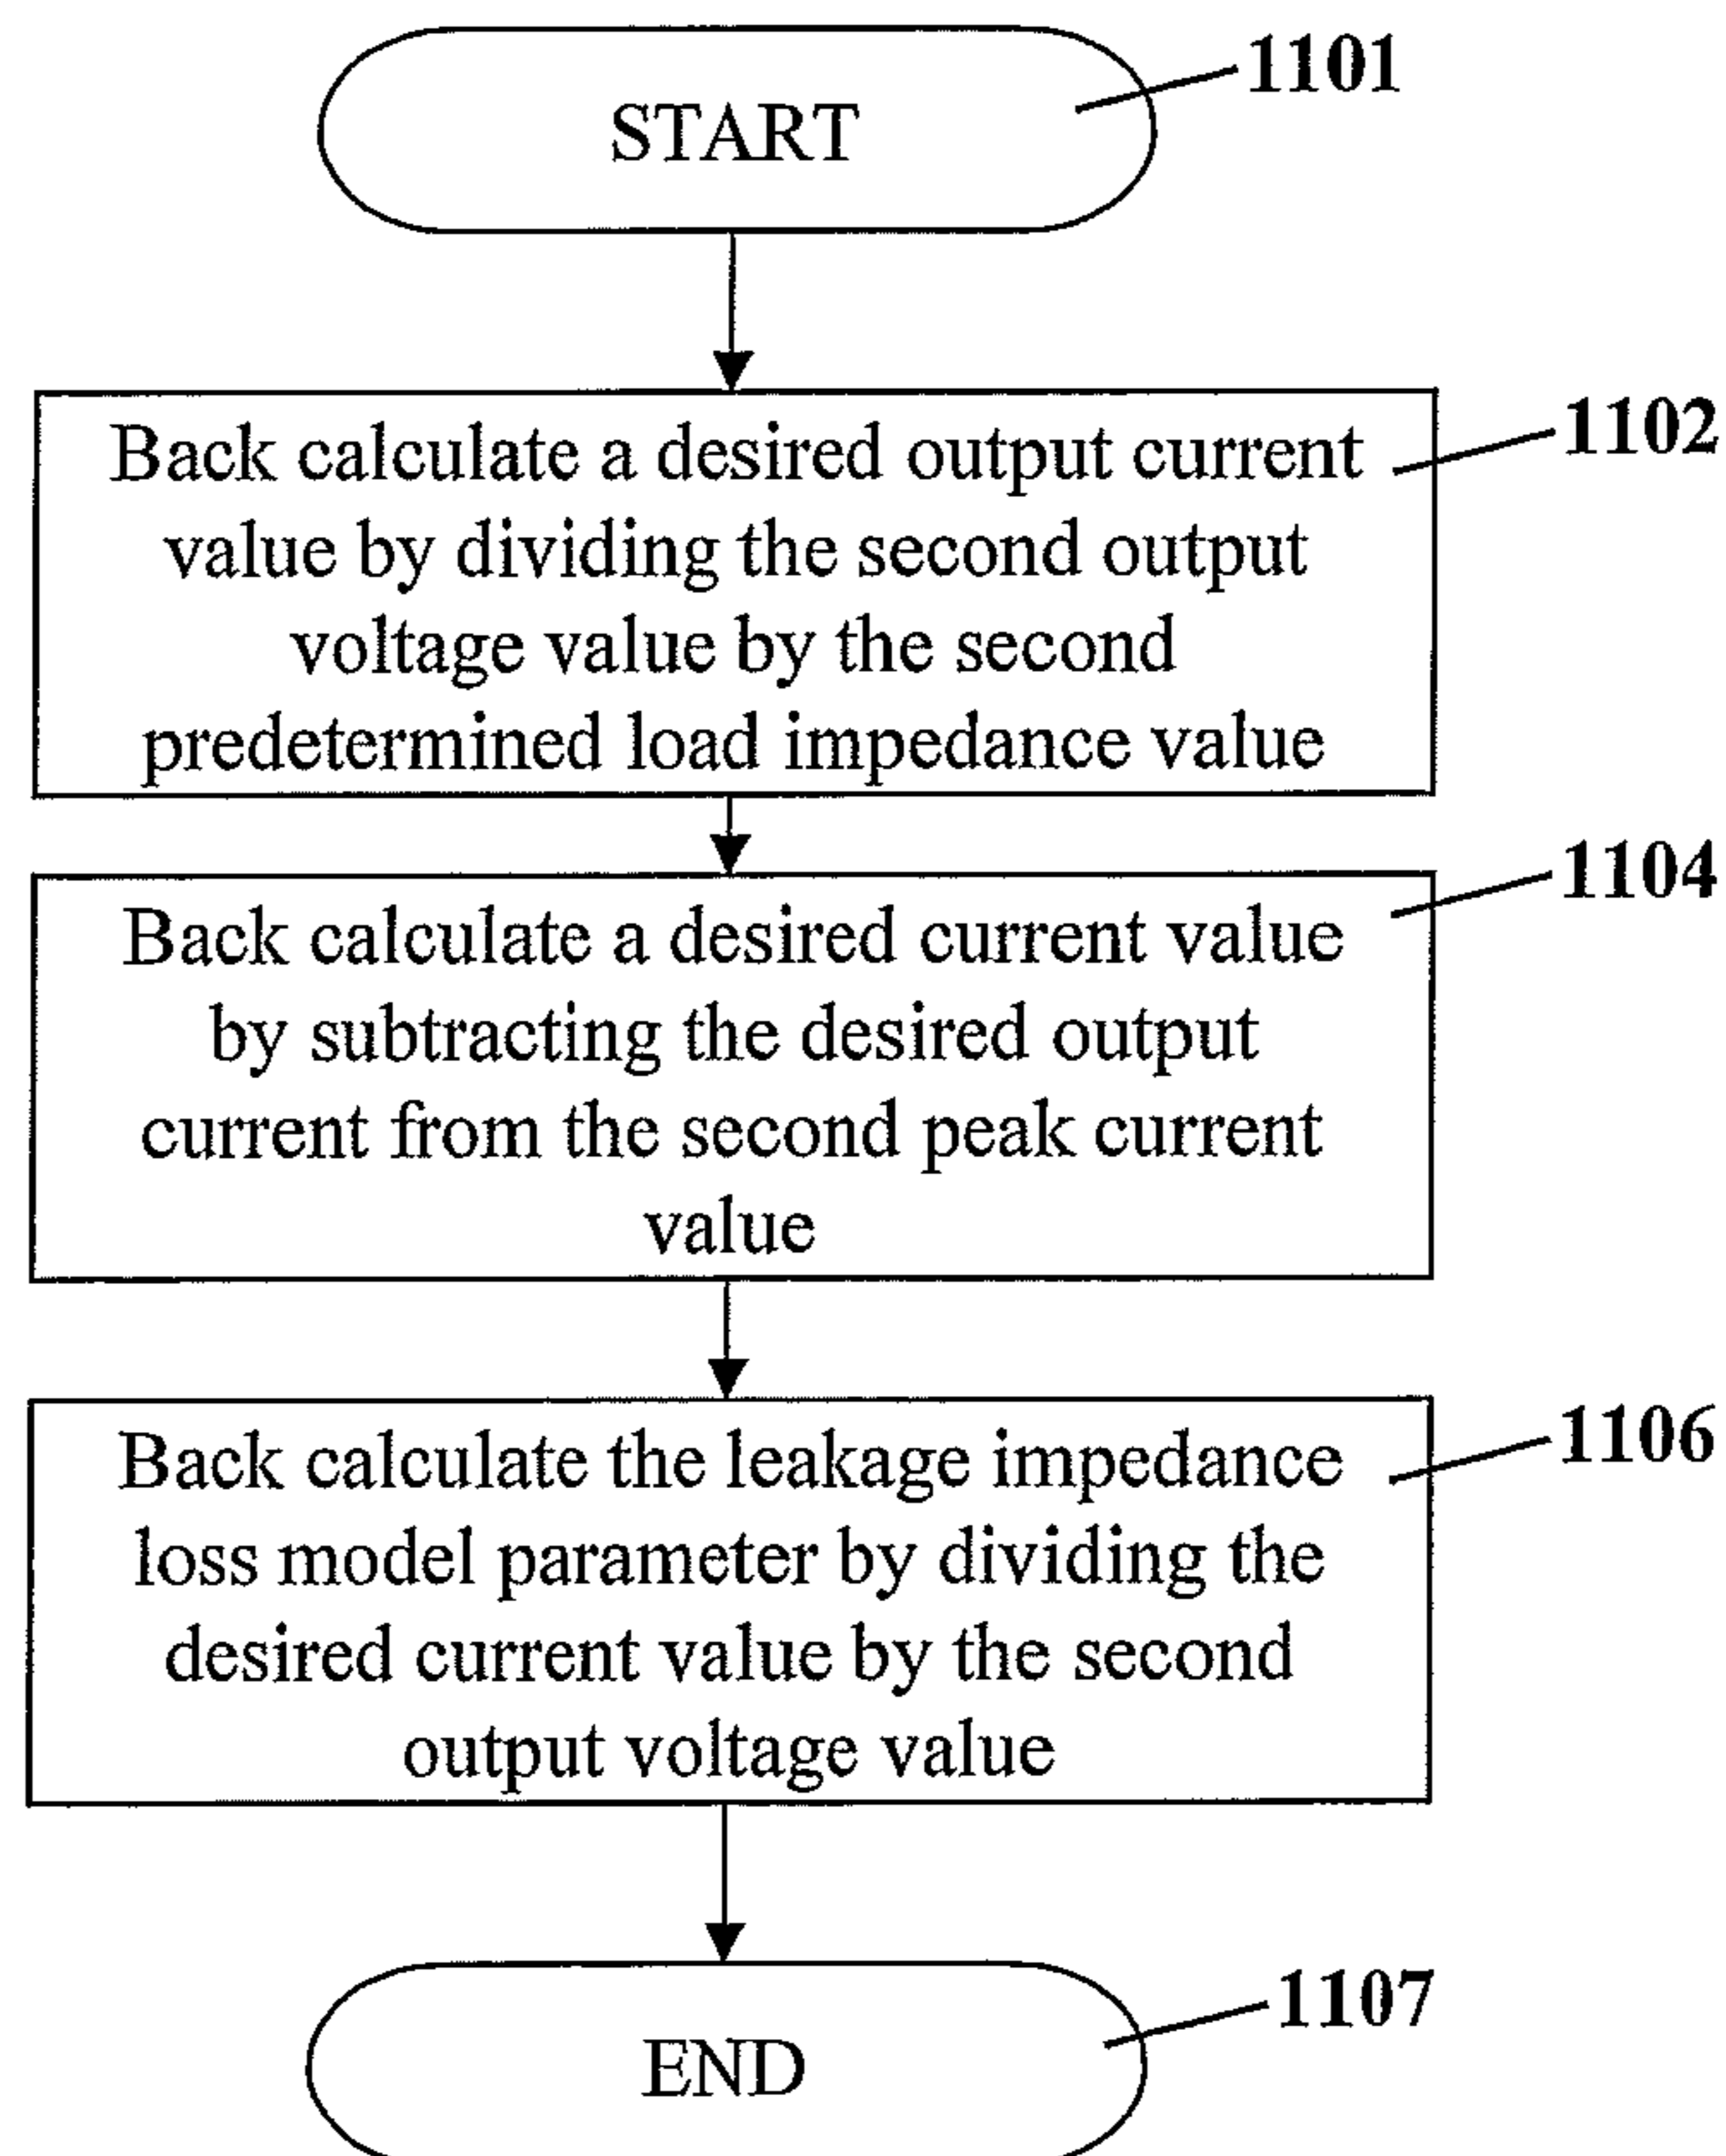 START
1101
Back calculate a desired output current
value by dividing the second output
voltage value by the second
predetermined load impedance value
1102
Back calculate a desired current value
by subtracting the desired output
current from the second peak current
value
1104
Back calculate the leakage impedance
loss model parameter by dividing the
desired current value by the second
output voltage value
1106
END
1107